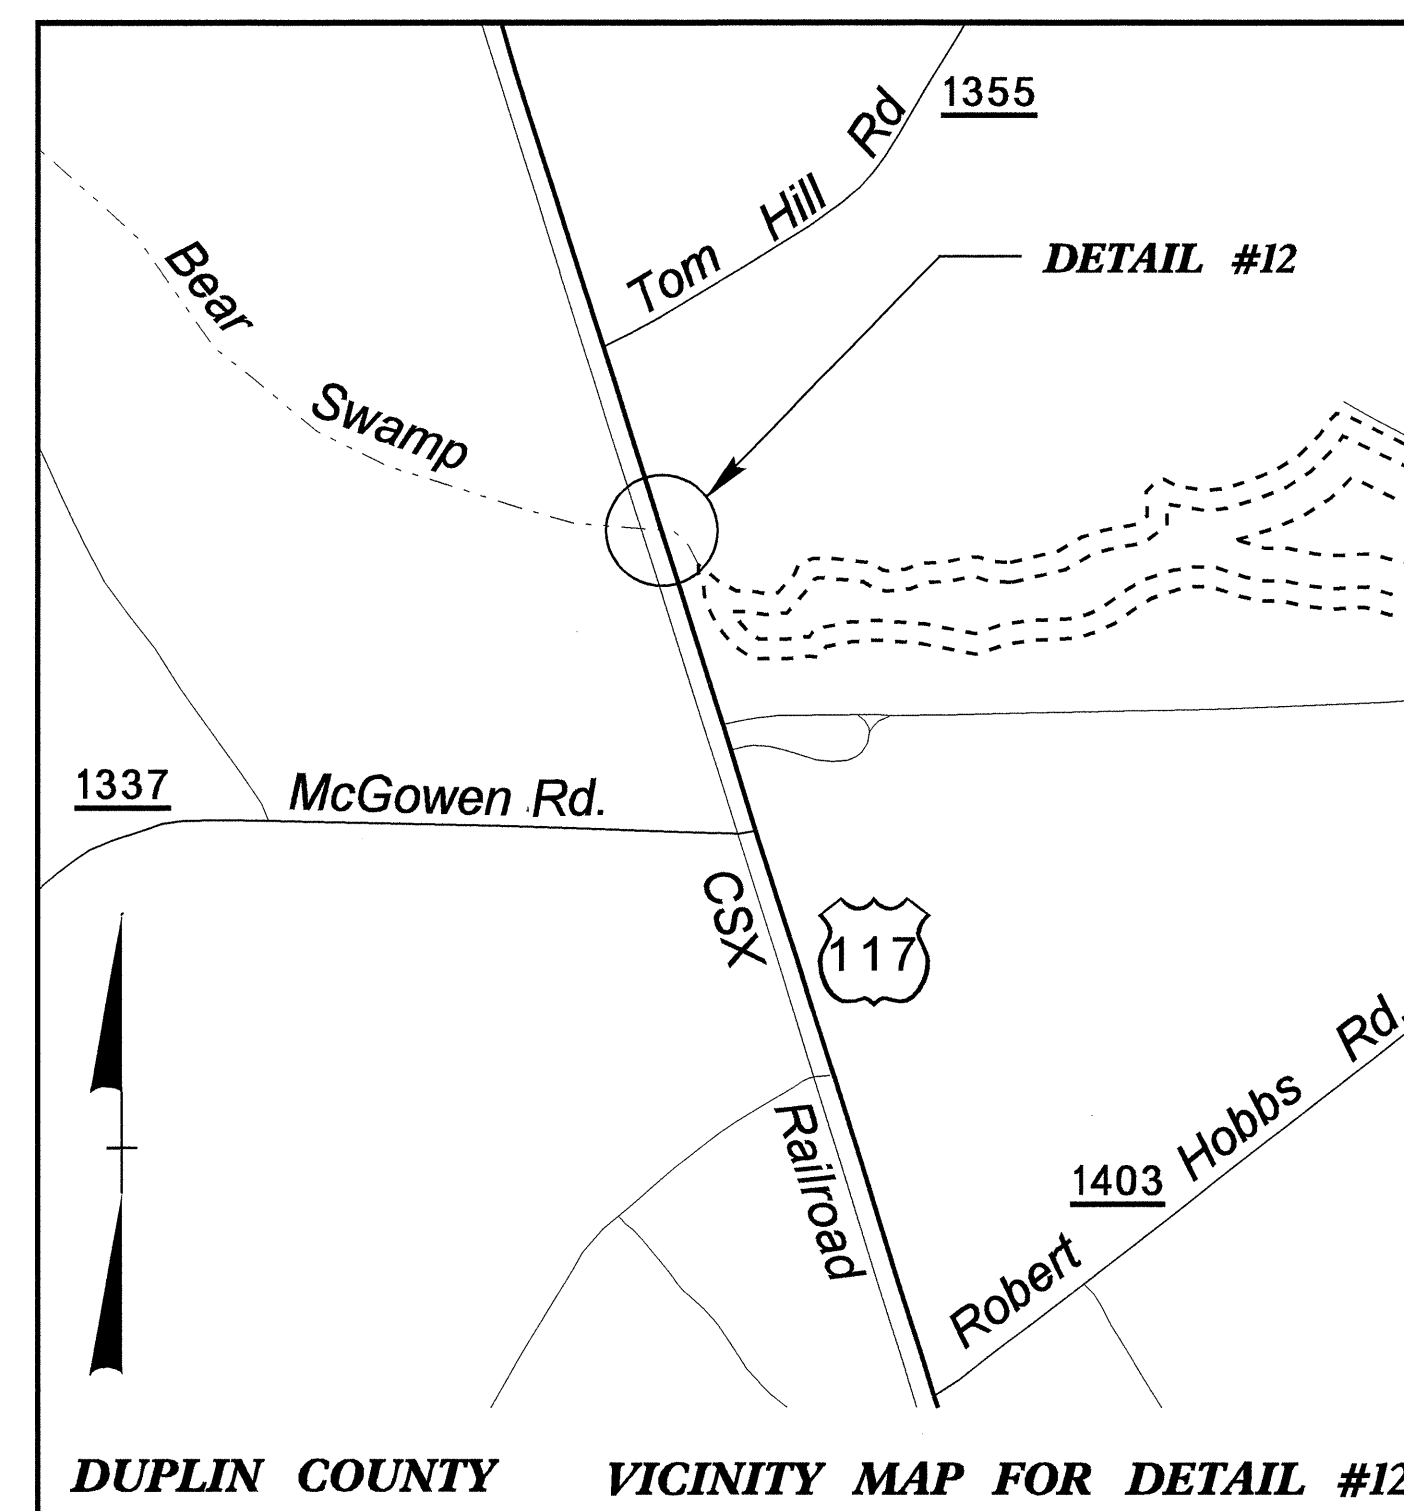 1355
Tom Hill Rd
DETAIL #12
Bear Swamp
1337
McGowen Rd.
CSX Railroad
117
1403
Robert Hobbs Rd.
DUPLIN COUNTY VICINITY MAP FOR DETAIL #12